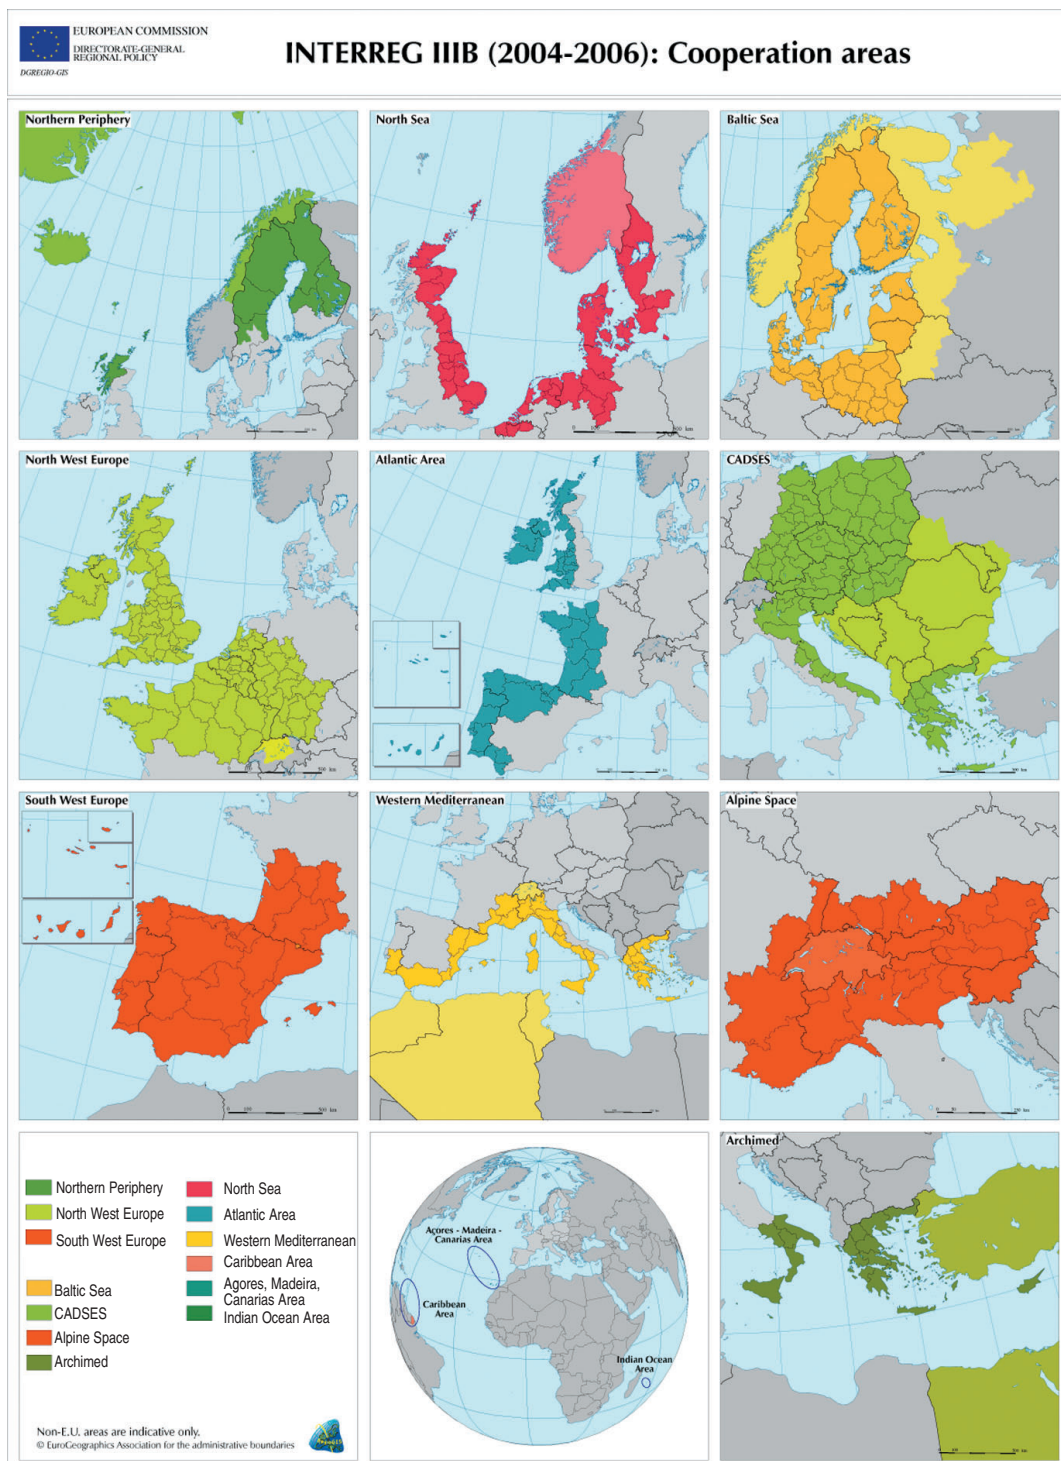 EUROPEAN COMMISSION
DIRECTORATE-GENERAL
REGIONAL POLICY
DGREGIO-GIS
INTERREG IIIB (2004-2006): Cooperation areas
Northern Periphery
North Sea
Baltic Sea
North West Europe
Atlantic Area
CADSES
South West Europe
Western Mediterranean
Alpine Space
Northern Periphery
North West Europe
South West Europe
Baltic Sea
CADSES
Alpine Space
Archimed
North Sea
Atlantic Area
Western Mediterranean
Caribbean Area
Agores, Madeira,
Canarias Area
Indian Ocean Area
Non-E.U. areas are indicative only.
© EuroGeographics Association for the administrative boundaries
Açores - Madeira -
Canarias Area
Caribbean
Area
Indian Ocean
Area
Archimed